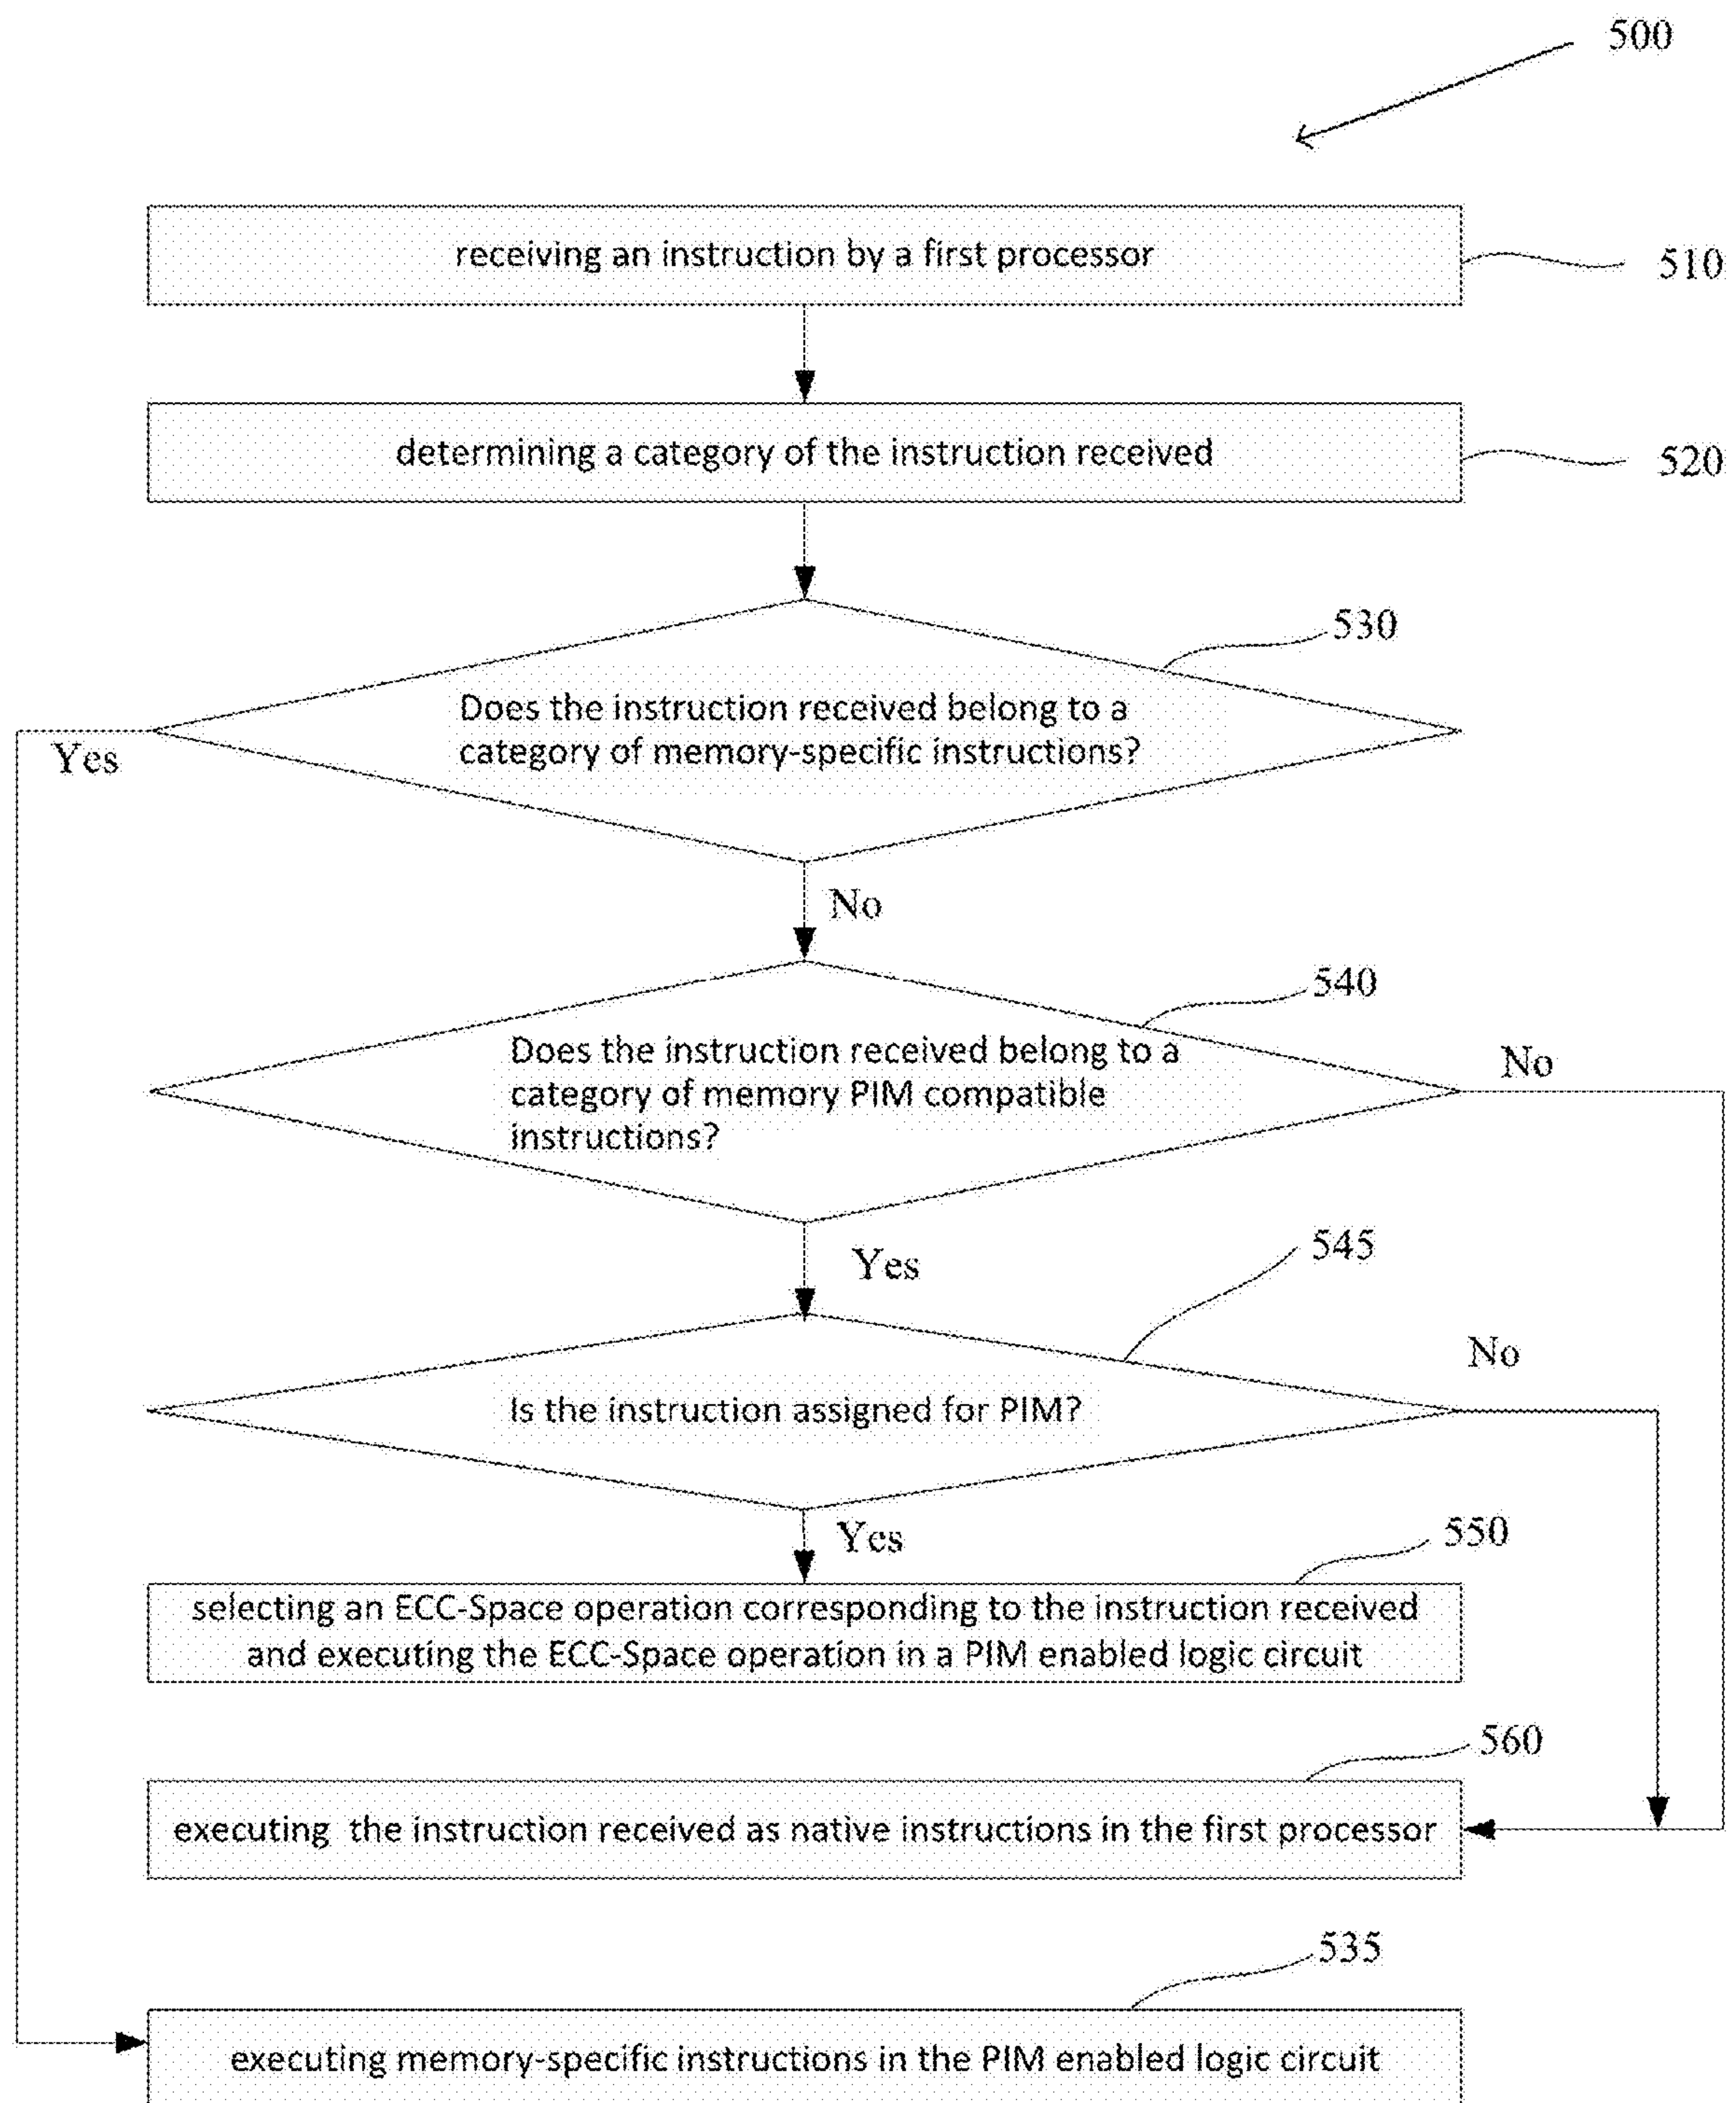 500
receiving an instruction by a first processor
510
determining a category of the instruction received
520
530
Does the instruction received belong to a
category of memory-specific instructions?
Yes
No
540
Does the instruction received belong to a
category of memory PIM compatible
instructions?
No
Yes
545
No
Is the instruction assigned for PIM?
Yes
550
selecting an ECC-Space operation corresponding to the instruction received
and executing the ECC-Space operation in a PIM enabled logic circuit
560
executing the instruction received as native instructions in the first processor
535
executing memory-specific instructions in the PIM enabled logic circuit